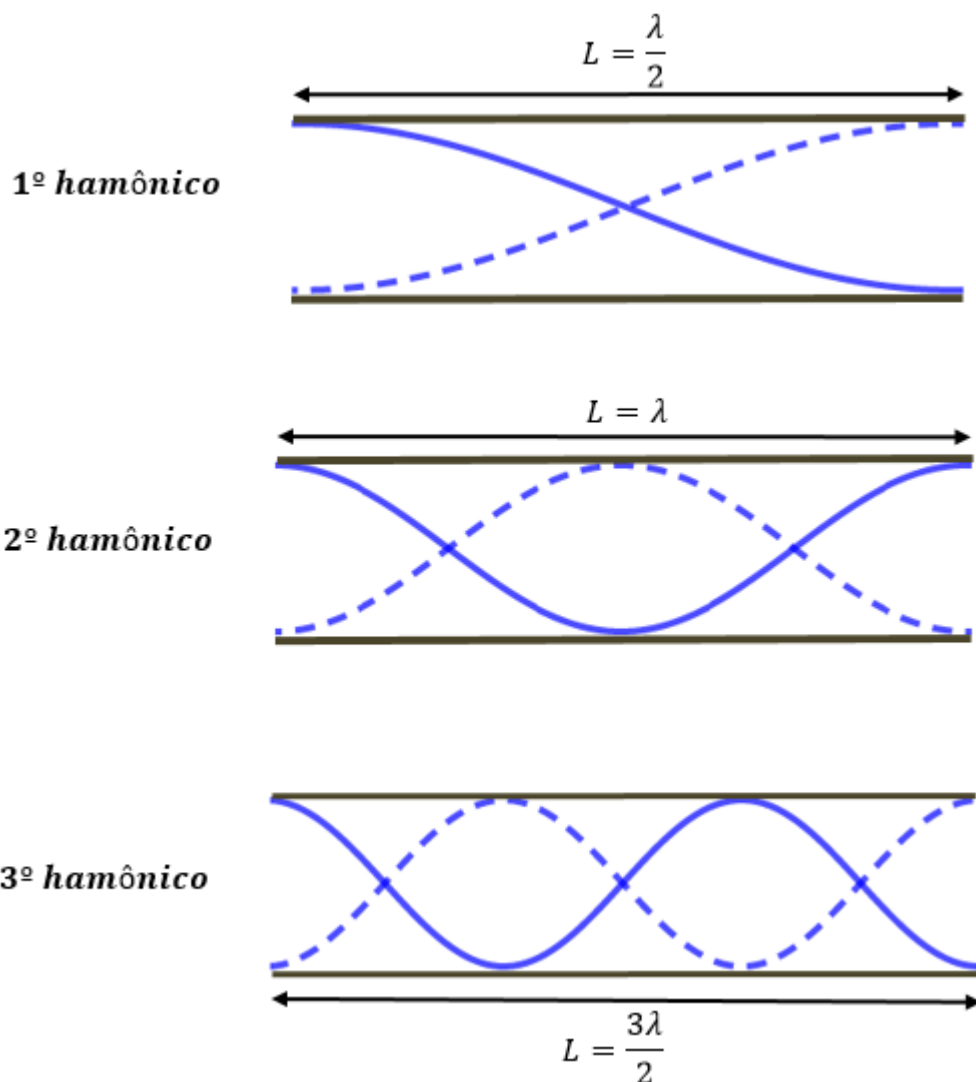 L = λ/2
1º hamônico
L = λ
2º hamônico
3º hamônico
L = 3λ/2